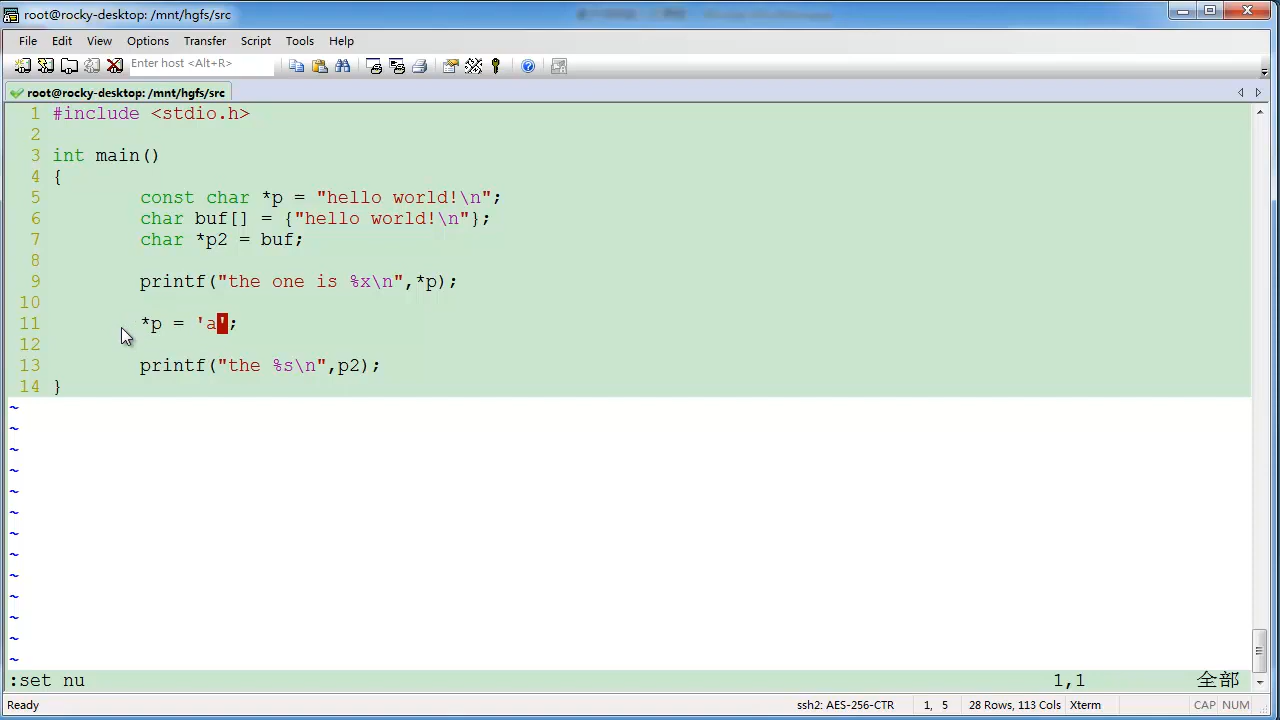 root@rocky-desktop: /mnt/hgfs/src
File Edit View Options Transfer Script Tools Help
Enter host <Alt+R>
root@rocky-desktop: /mnt/hgfs/src
1 #include <stdio.h>
2
3 int main()
4 {
5 const char *p = "hello world!\n";
6 char buf[] = {"hello world!\n"};
7 char *p2 = buf;
8
9 printf("the one is %x\n",*p);
10
11 *p = 'a';
12
13 printf("the %s\n",p2);
14 }
~
~
~
~
~
~
~
~
~
~
~
~
~
:set nu 1,1 全部
Ready ssh2: AES-256-CTR 1, 5 28 Rows, 113 Cols Xterm CAP NUM